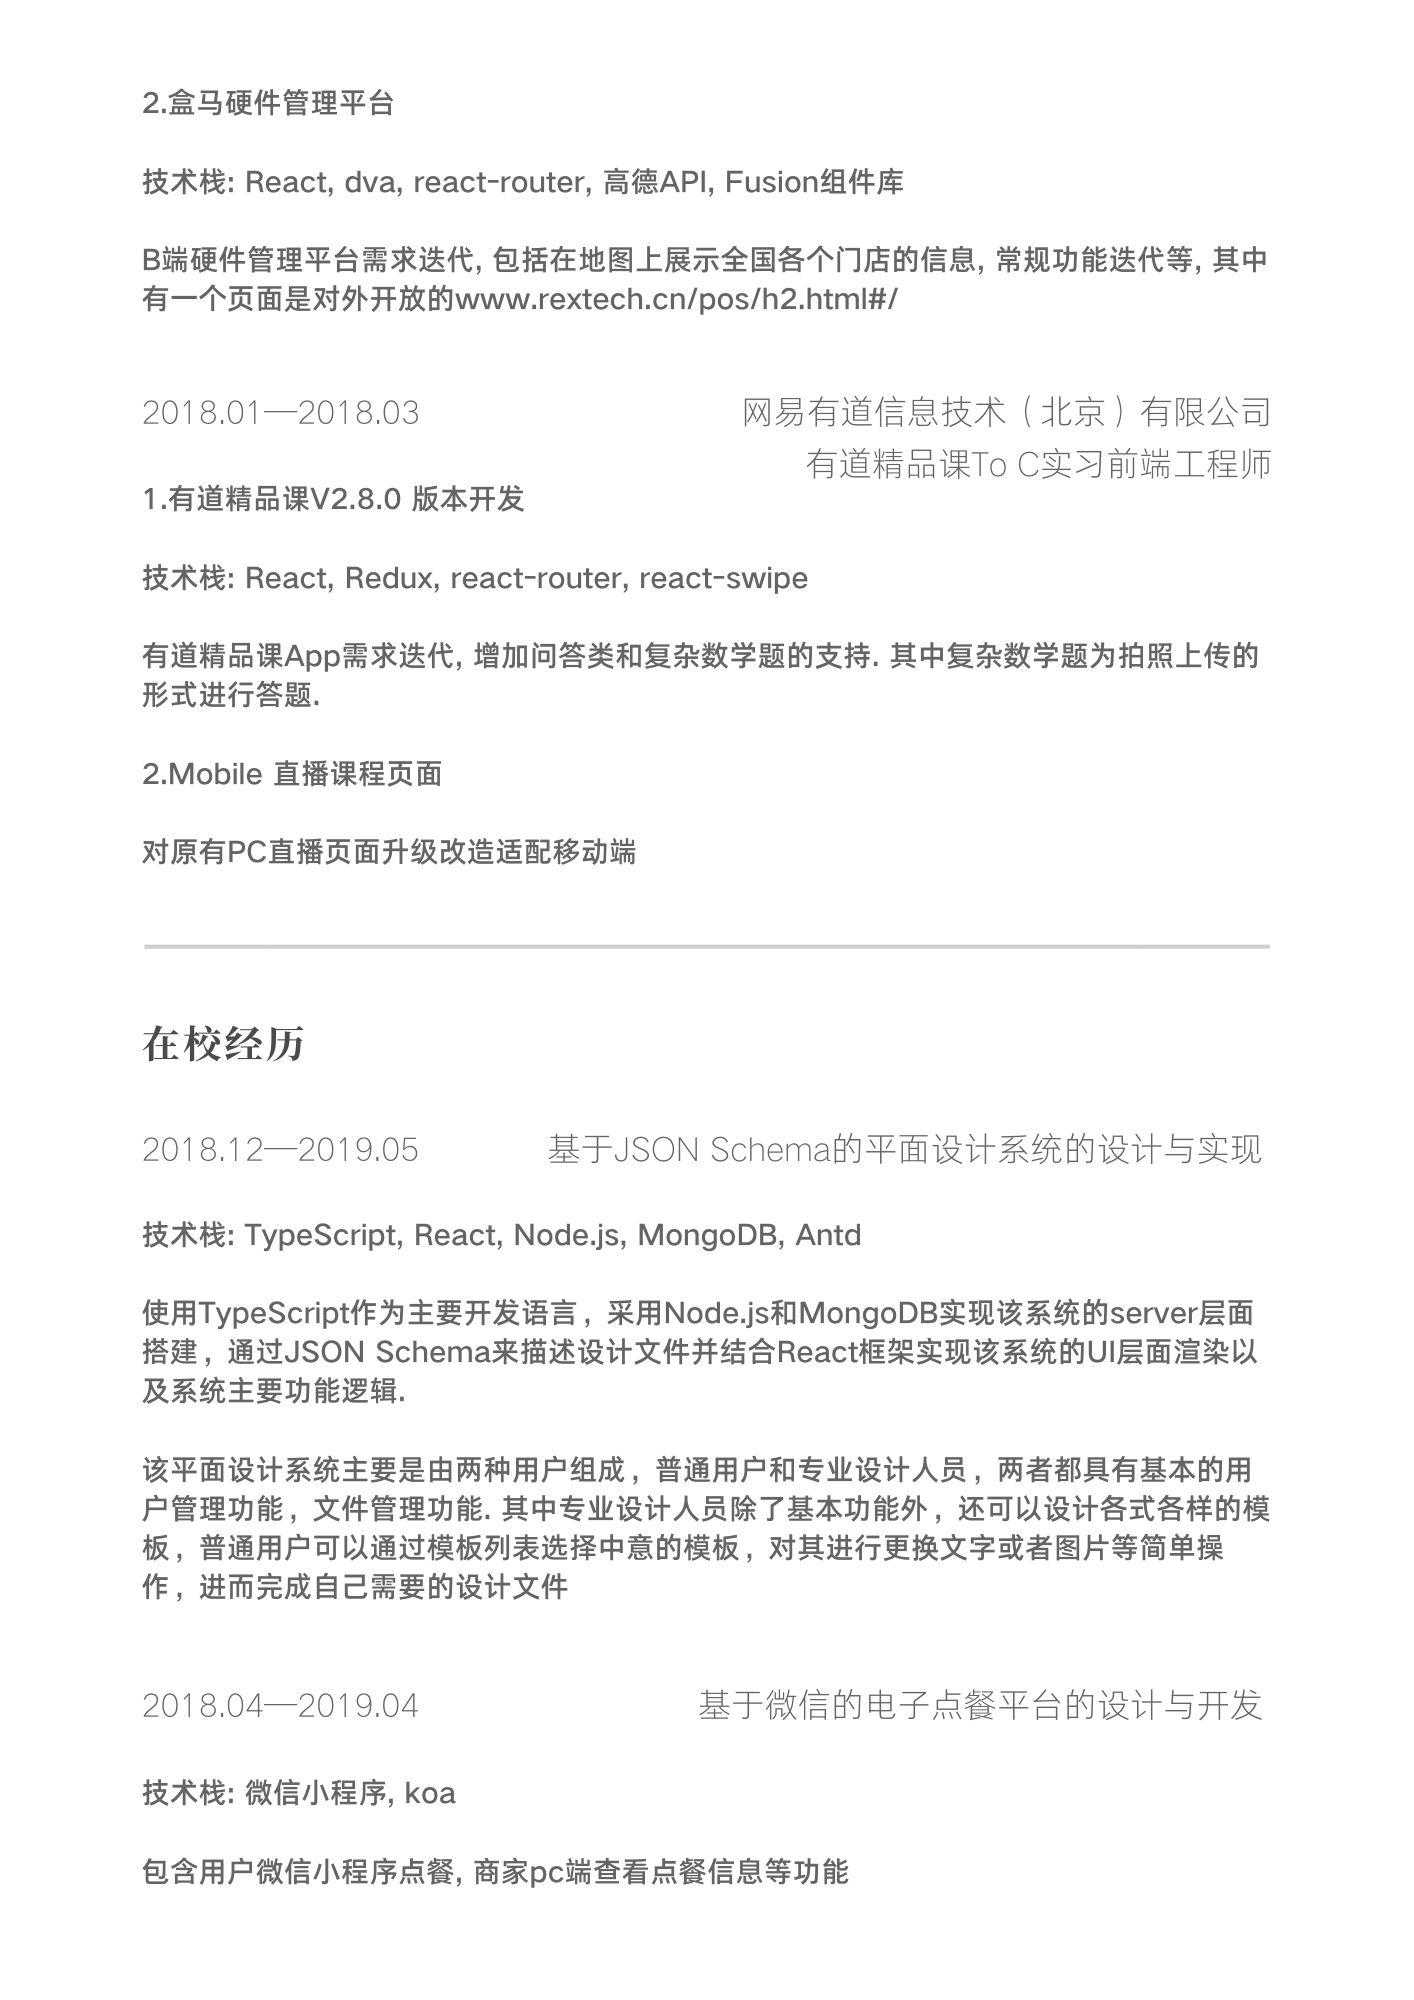 2.盒马硬件管理平台
技术栈: React, dva, react-router, 高德API, Fusion组件库
B端硬件管理平台需求迭代, 包括在地图上展示全国各个门店的信息, 常规功能迭代等, 其中
有一个页面是对外开放的www.rextech.cn/pos/h2.html#/
2018.01—2018.03 网易有道信息技术（北京）有限公司
有道精品课To C实习前端工程师
1.有道精品课V2.8.0 版本开发
技术栈: React, Redux, react-router, react-swipe
有道精品课App需求迭代, 增加问答类和复杂数学题的支持. 其中复杂数学题为拍照上传的
形式进行答题.
2.Mobile 直播课程页面
对原有PC直播页面升级改造适配移动端
在校经历
2018.12—2019.05 基于JSON Schema的平面设计系统的设计与实现
技术栈: TypeScript, React, Node.js, MongoDB, Antd
使用TypeScript作为主要开发语言，采用Node.js和MongoDB实现该系统的server层面
搭建，通过JSON Schema来描述设计文件并结合React框架实现该系统的UI层面渲染以
及系统主要功能逻辑.
该平面设计系统主要是由两种用户组成，普通用户和专业设计人员，两者都具有基本的用
户管理功能，文件管理功能. 其中专业设计人员除了基本功能外，还可以设计各式各样的模
板，普通用户可以通过模板列表选择中意的模板，对其进行更换文字或者图片等简单操
作，进而完成自己需要的设计文件
2018.04—2019.04 基于微信的电子点餐平台的设计与开发
技术栈: 微信小程序, koa
包含用户微信小程序点餐, 商家pc端查看点餐信息等功能